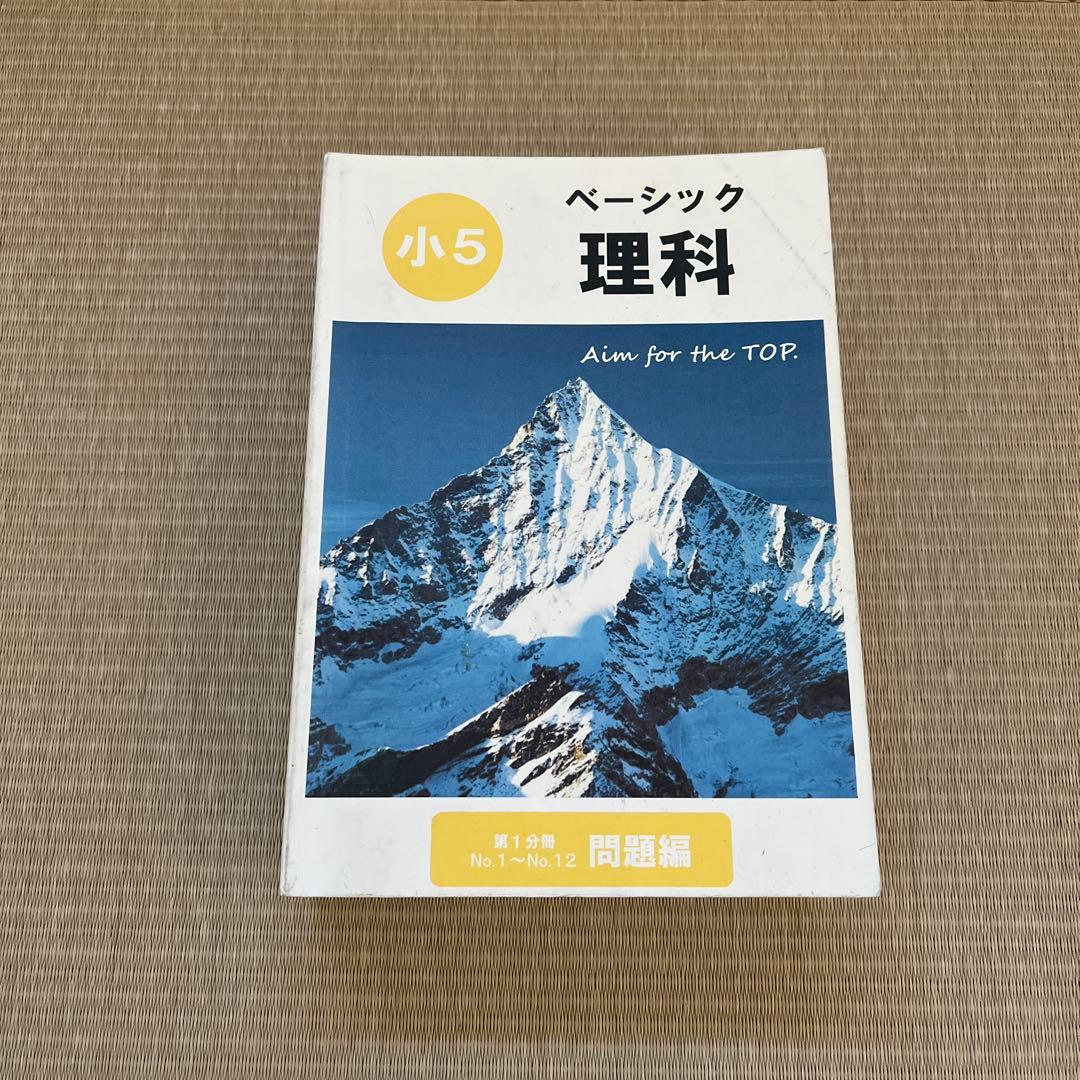 小5
ベーシック
理科
Aim for the TOP.
第1分冊
No.1～No.12
問題編